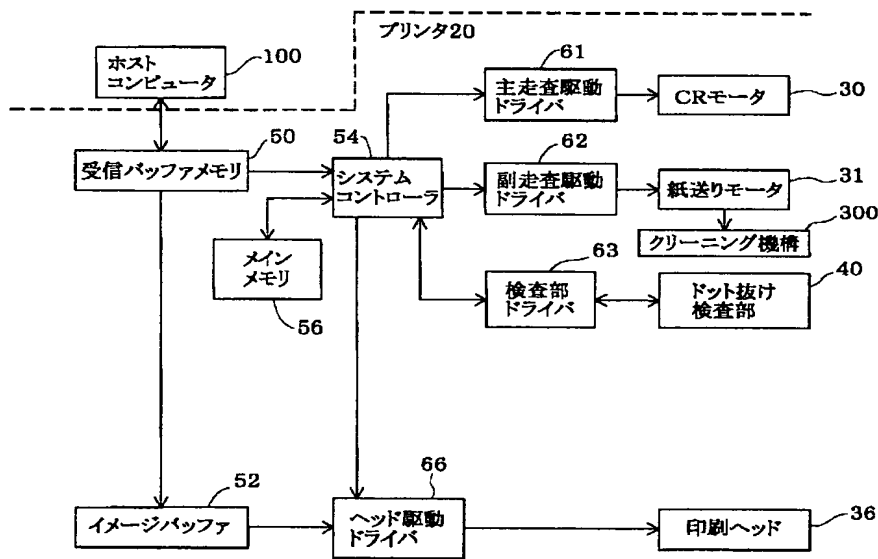 プリンタ20
ホスト
コンピュータ
100
61
主走査駆動
ドライバ
CRモータ
30
50
受信バッファメモリ
54
システム
コントローラ
62
副走査駆動
ドライバ
紙送りモータ
31
300
クリーニング機構
メイン
メモリ
56
63
検査部
ドライバ
ドット抜け
検査部
40
52
イメージバッファ
66
ヘッド駆動
ドライバ
印刷ヘッド
36